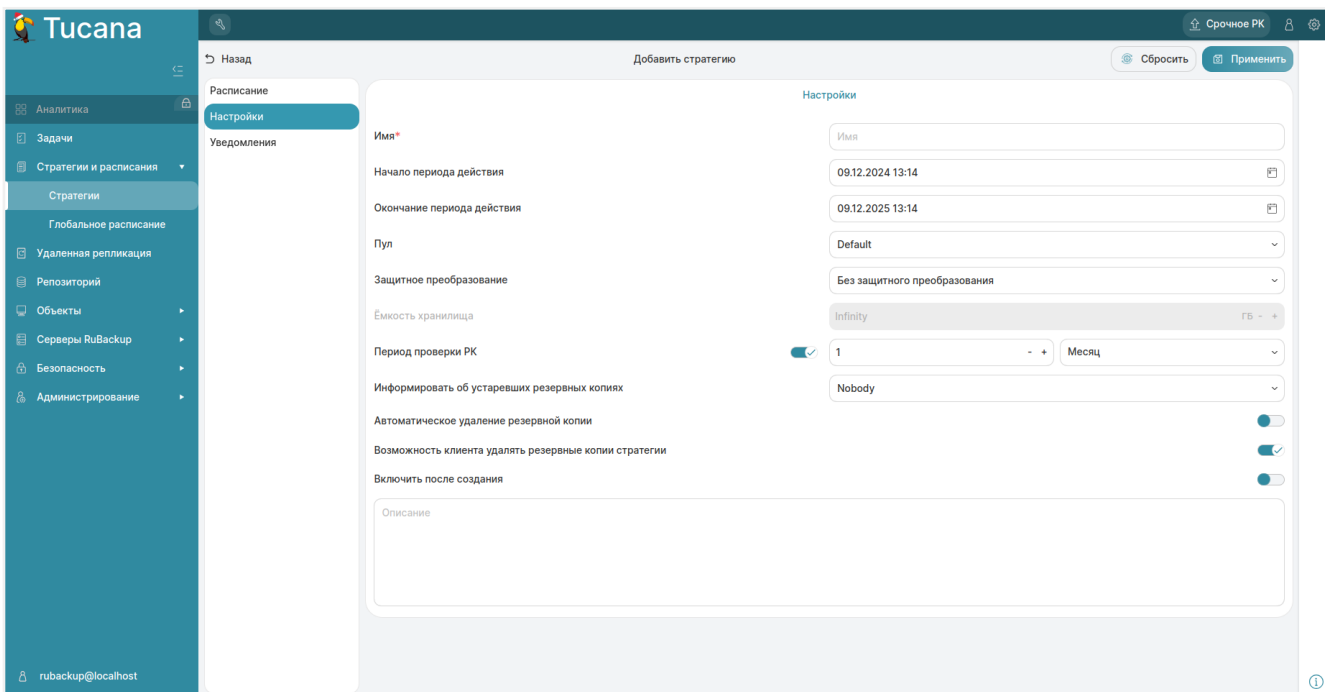 Tucana
Срочное РК
Назад
Добавить стратегию
Сбросить
Применить
Аналитика
Задачи
Стратегии и расписания
Стратегии
Глобальное расписание
Удаленная репликация
Репозиторий
Объекты
Серверы RuBackup
Безопасность
Администрирование
rubackup@localhost
Расписание
Настройки
Уведомления
Настройки
Имя* Имя
Начало периода действия 09.12.2024 13:14
Окончание периода действия 09.12.2025 13:14
Пул Default
Защитное преобразование Без защитного преобразования
Ёмкость хранилища Infinity ГБ - +
Период проверки РК 1 - + Месяц
Информировать об устаревших резервных копиях Nobody
Автоматическое удаление резервной копии
Возможность клиента удалять резервные копии стратегии
Включить после создания
Описание